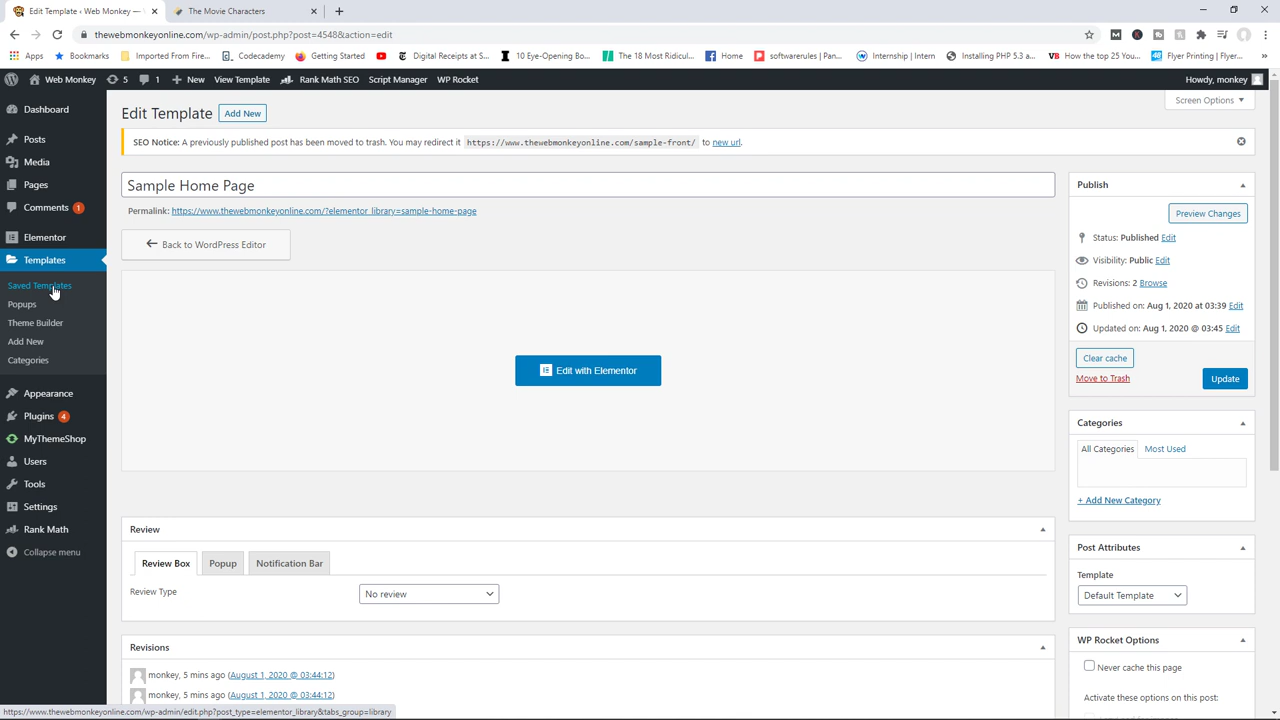 Edit Template ‹ Web Monkey —
The Movie Characters
thewebmonkeyonline.com/wp-admin/post.php?post=4548&action=edit
Apps
Bookmarks
Imported From Firef...
Codecademy
Digital Receipts at S...
10 Eye-Opening Bo...
The 18 Most Ridicul...
Home
softwarerules | Pan...
Internship | Intern
Installing PHP 5.3 a...
How the top 25 You...
Flyer Printing | Flyer...
Web Monkey
5
1
New
View Template
Rank Math SEO
Script Manager
WP Rocket
Howdy, monkey
Dashboard
Posts
Media
Pages
Comments 1
Elementor
Templates
Saved Templates
Popups
Theme Builder
Add New
Categories
Appearance
Plugins 4
MyThemeShop
Users
Tools
Settings
Rank Math
Collapse menu
Screen Options
Edit Template
Add New
SEO Notice: A previously published post has been moved to trash. You may redirect it https://www.thewebmonkeyonline.com/sample-front/ to new url.
Sample Home Page
Permalink: https://www.thewebmonkeyonline.com/?elementor_library=sample-home-page
Back to WordPress Editor
Edit with Elementor
Review
Review Box
Popup
Notification Bar
Review Type
No review
Revisions
monkey, 5 mins ago (August 1, 2020 @ 03:44:12)
monkey, 5 mins ago (August 1, 2020 @ 03:44:12)
Publish
Preview Changes
Status: Published Edit
Visibility: Public Edit
Revisions: 2 Browse
Published on: Aug 1, 2020 at 03:39 Edit
Updated on: Aug 1, 2020 @ 03:45 Edit
Clear cache
Move to Trash
Update
Categories
All Categories
Most Used
+ Add New Category
Post Attributes
Template
Default Template
WP Rocket Options
Never cache this page
Activate these options on this post:
https://www.thewebmonkeyonline.com/wp-admin/edit.php?post_type=elementor_library&tabs_group=library